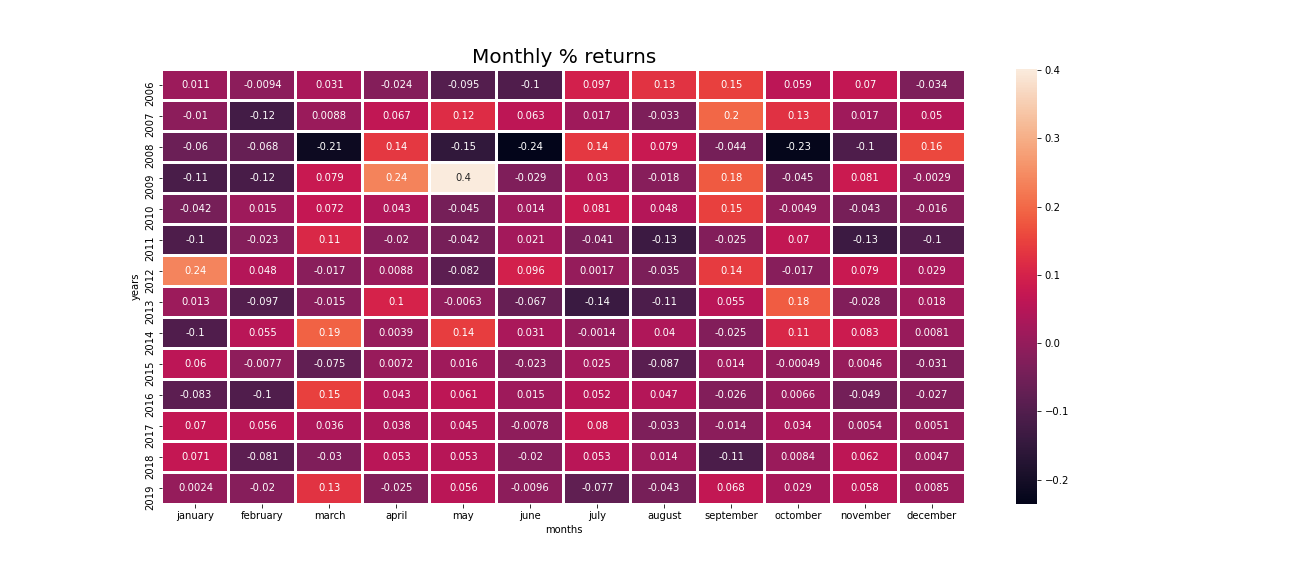 Monthly % returns
2006 0.011 -0.0094 0.031 -0.024 -0.095 -0.1 0.097 0.13 0.15 0.059 0.07 -0.034
2007 -0.01 -0.12 0.0088 0.067 0.12 0.063 0.017 -0.033 0.2 0.13 0.017 0.05
2008 -0.06 -0.068 -0.21 0.14 -0.15 -0.24 0.14 0.079 -0.044 -0.23 -0.1 0.16
2009 -0.11 -0.12 0.079 0.24 0.4 -0.029 0.03 -0.018 0.18 -0.045 0.081 -0.0029
2010 -0.042 0.015 0.072 0.043 -0.045 0.014 0.081 0.048 0.15 -0.0049 -0.043 -0.016
2011 -0.1 -0.023 0.11 -0.02 -0.042 0.021 -0.041 -0.13 -0.025 0.07 -0.13 -0.1
2012 0.24 0.048 -0.017 0.0088 -0.082 0.096 0.0017 -0.035 0.14 -0.017 0.079 0.029
years
2013 0.013 -0.097 -0.015 0.1 -0.0063 -0.067 -0.14 -0.11 0.055 0.18 -0.028 0.018
2014 -0.1 0.055 0.19 0.0039 0.14 0.031 -0.0014 0.04 -0.025 0.11 0.083 0.0081
2015 0.06 -0.0077 -0.075 0.0072 0.016 -0.023 0.025 -0.087 0.014 -0.00049 0.0046 -0.031
2016 -0.083 -0.1 0.15 0.043 0.061 0.015 0.052 0.047 -0.026 0.0066 -0.049 -0.027
2017 0.07 0.056 0.036 0.038 0.045 -0.0078 0.08 -0.033 -0.014 0.034 0.0054 0.0051
2018 0.071 -0.081 -0.03 0.053 0.053 -0.02 0.053 0.014 -0.11 0.0084 0.062 0.0047
2019 0.0024 -0.02 0.13 -0.025 0.056 -0.0096 -0.077 -0.043 0.068 0.029 0.058 0.0085
january february march april may june july august september octomber november december
months
0.4
0.3
0.2
0.1
0.0
−0.1
−0.2